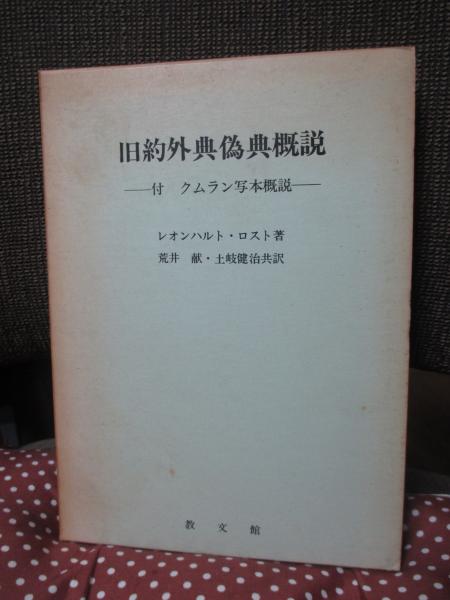 旧約外典偽典概説
──付　クムラン写本概説──
レオンハルト・ロスト著
荒井　献・土岐健治共訳
教文館